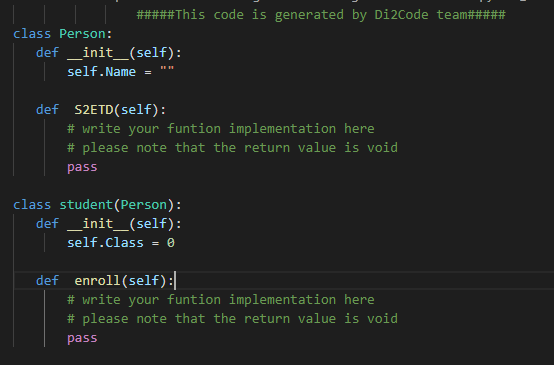 #####This code is generated by Di2Code team#####
class Person:
    def __init__(self):
        self.Name = ""

    def  S2ETD(self):
        # write your funtion implementation here
        # please note that the return value is void
        pass

class student(Person):
    def __init__(self):
        self.Class = 0

    def  enroll(self):
        # write your funtion implementation here
        # please note that the return value is void
        pass